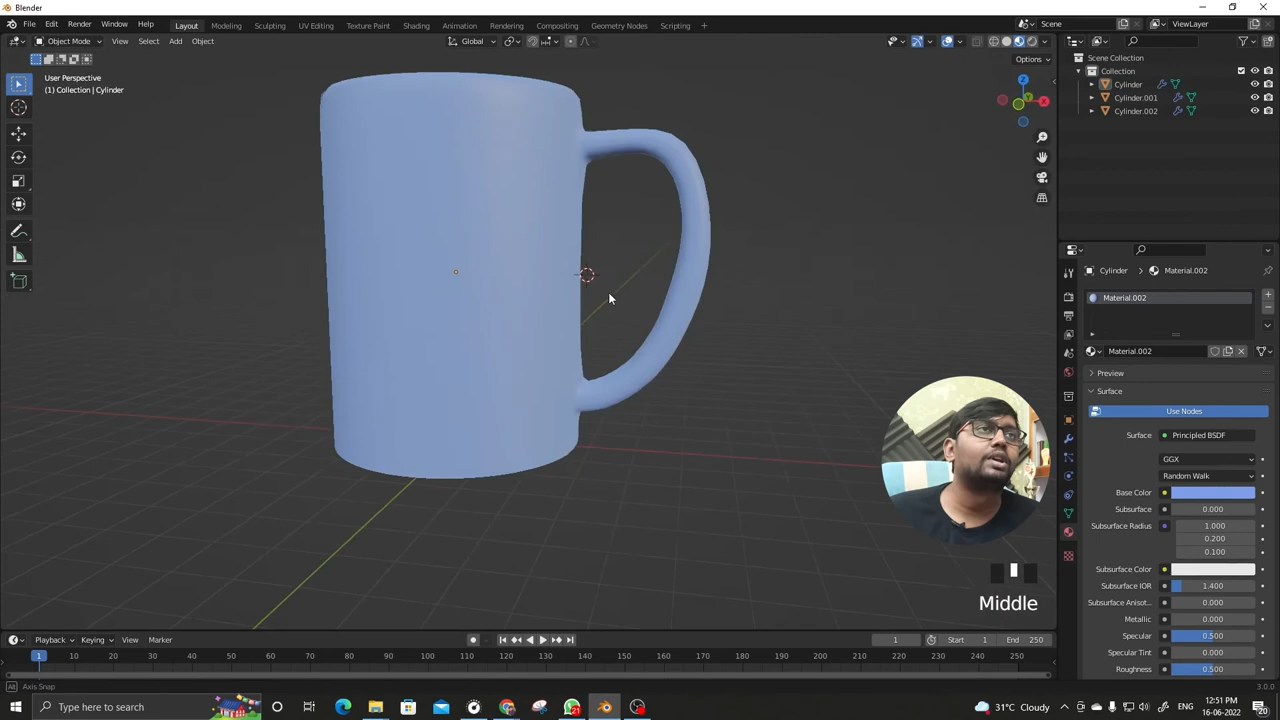 Blender
File Edit Render Window Help Layout Modeling Sculpting UV Editing Texture Paint Shading Animation Rendering Compositing Geometry Nodes Scripting + Scene ViewLayer
Object Mode View Select Add Object Global
Options
User Perspective
(1) Collection | Cylinder
Z
X
Y
Scene Collection
Collection
Cylinder
Cylinder.001
Cylinder.002
Cylinder Material.002
Material.002
Material.002
Preview
Surface
Use Nodes
Surface Principled BSDF
GGX
Random Walk
Base Color
Subsurface 0.000
Subsurface Radius 1.000
0.200
0.100
Subsurface Color
Subsurface IOR 1.400
Subsurface Anisot... 0.000
Metallic 0.000
Specular 0.500
Specular Tint 0.000
Roughness 0.500
Middle
Playback Keying View Marker 1 Start 1 End 250
1 10 20 30 40 50 60 70 80 90 100 110 120 130 140 150 160 170 180 190 200 210 220 230 240 250
Axis Snap 3.0.0
Type here to search
21
31°C Cloudy
12:51 PM
16-06-2022
20